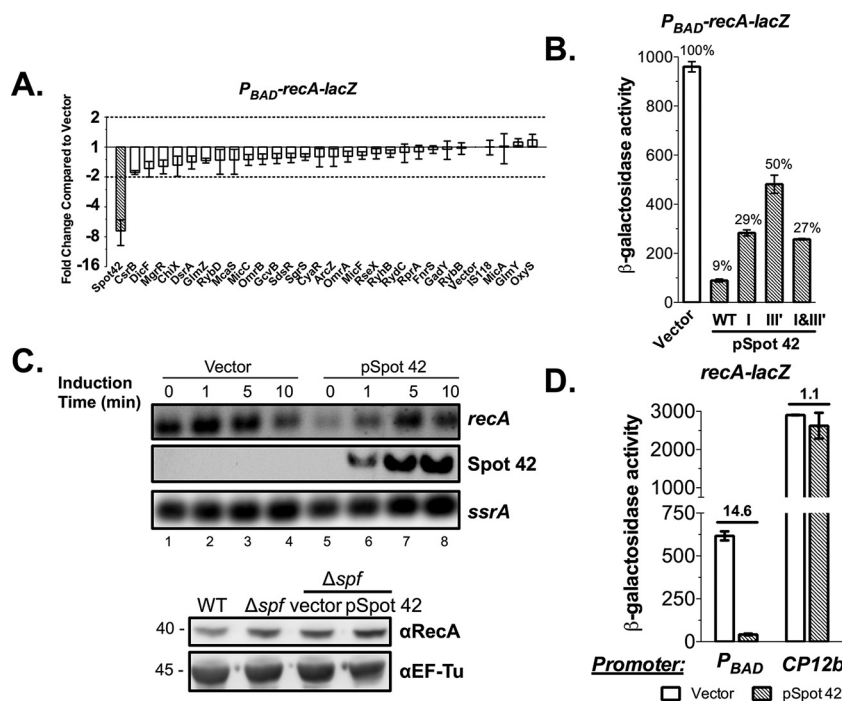 A.
P_BAD-recA-lacZ
Fold Change Compared to Vector
2
1
-2
-4
-8
-16
Spot42
CsrB
DicF
MgrR
ChiX
DsrA
GlmZ
RybD
McaS
MicC
OmrB
GcvB
SdsR
SgrS
CyaR
ArcZ
OmrA
MicF
RseX
RyhB
RydC
RprA
FnrS
GadY
RybB
Vector
IS118
MicA
GlmY
OxyS
B.
P_BAD-recA-lacZ
β-galactosidase activity
1000
800
600
400
200
0
100%
9%
29%
50%
27%
Vector
WT I III' I&III'
pSpot 42
C.
Vector pSpot 42
Induction Time (min)
0 1 5 10 0 1 5 10
recA
Spot 42
ssrA
1 2 3 4 5 6 7 8
Δspf
WT Δspf vector pSpot 42
40 - αRecA
45 - αEF-Tu
D.
recA-lacZ
β-galactosidase activity
3000
2500
2000
1500
1000
750
500
250
0
14.6
1.1
Promoter: P_BAD CP12b
Vector pSpot 42